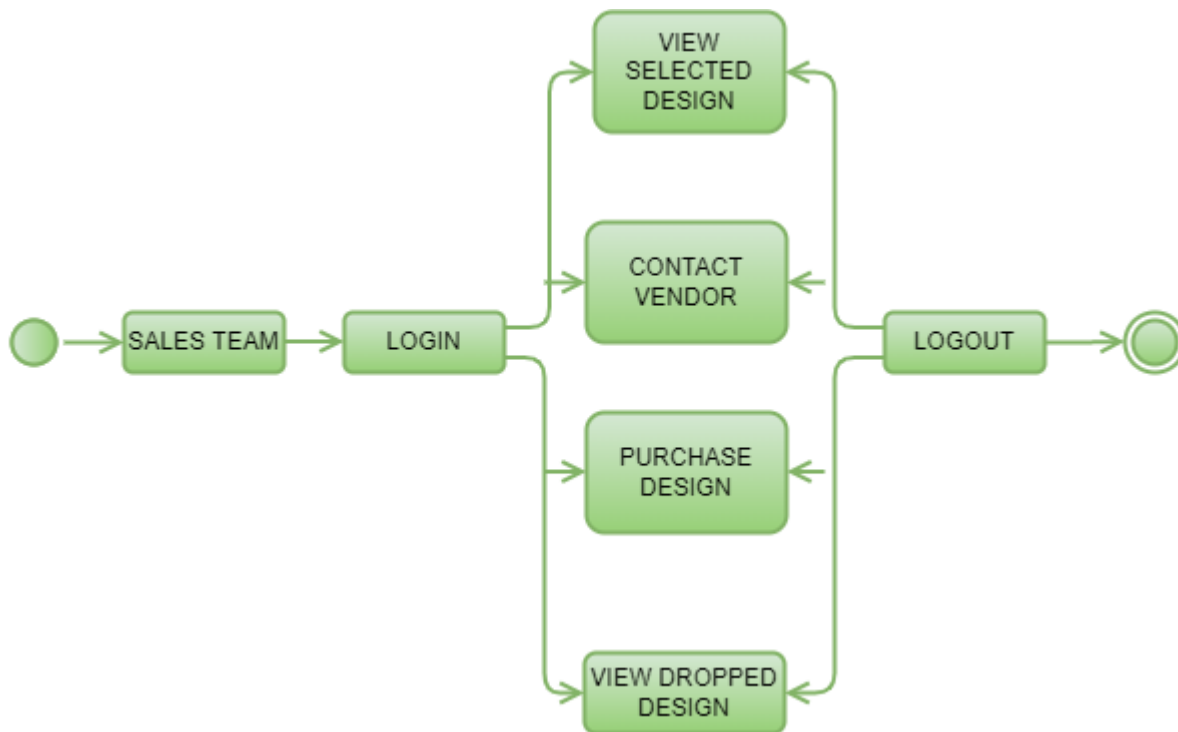 VIEW
SELECTED
DESIGN
CONTACT
VENDOR
SALES TEAM
LOGIN
LOGOUT
PURCHASE
DESIGN
VIEW DROPPED
DESIGN